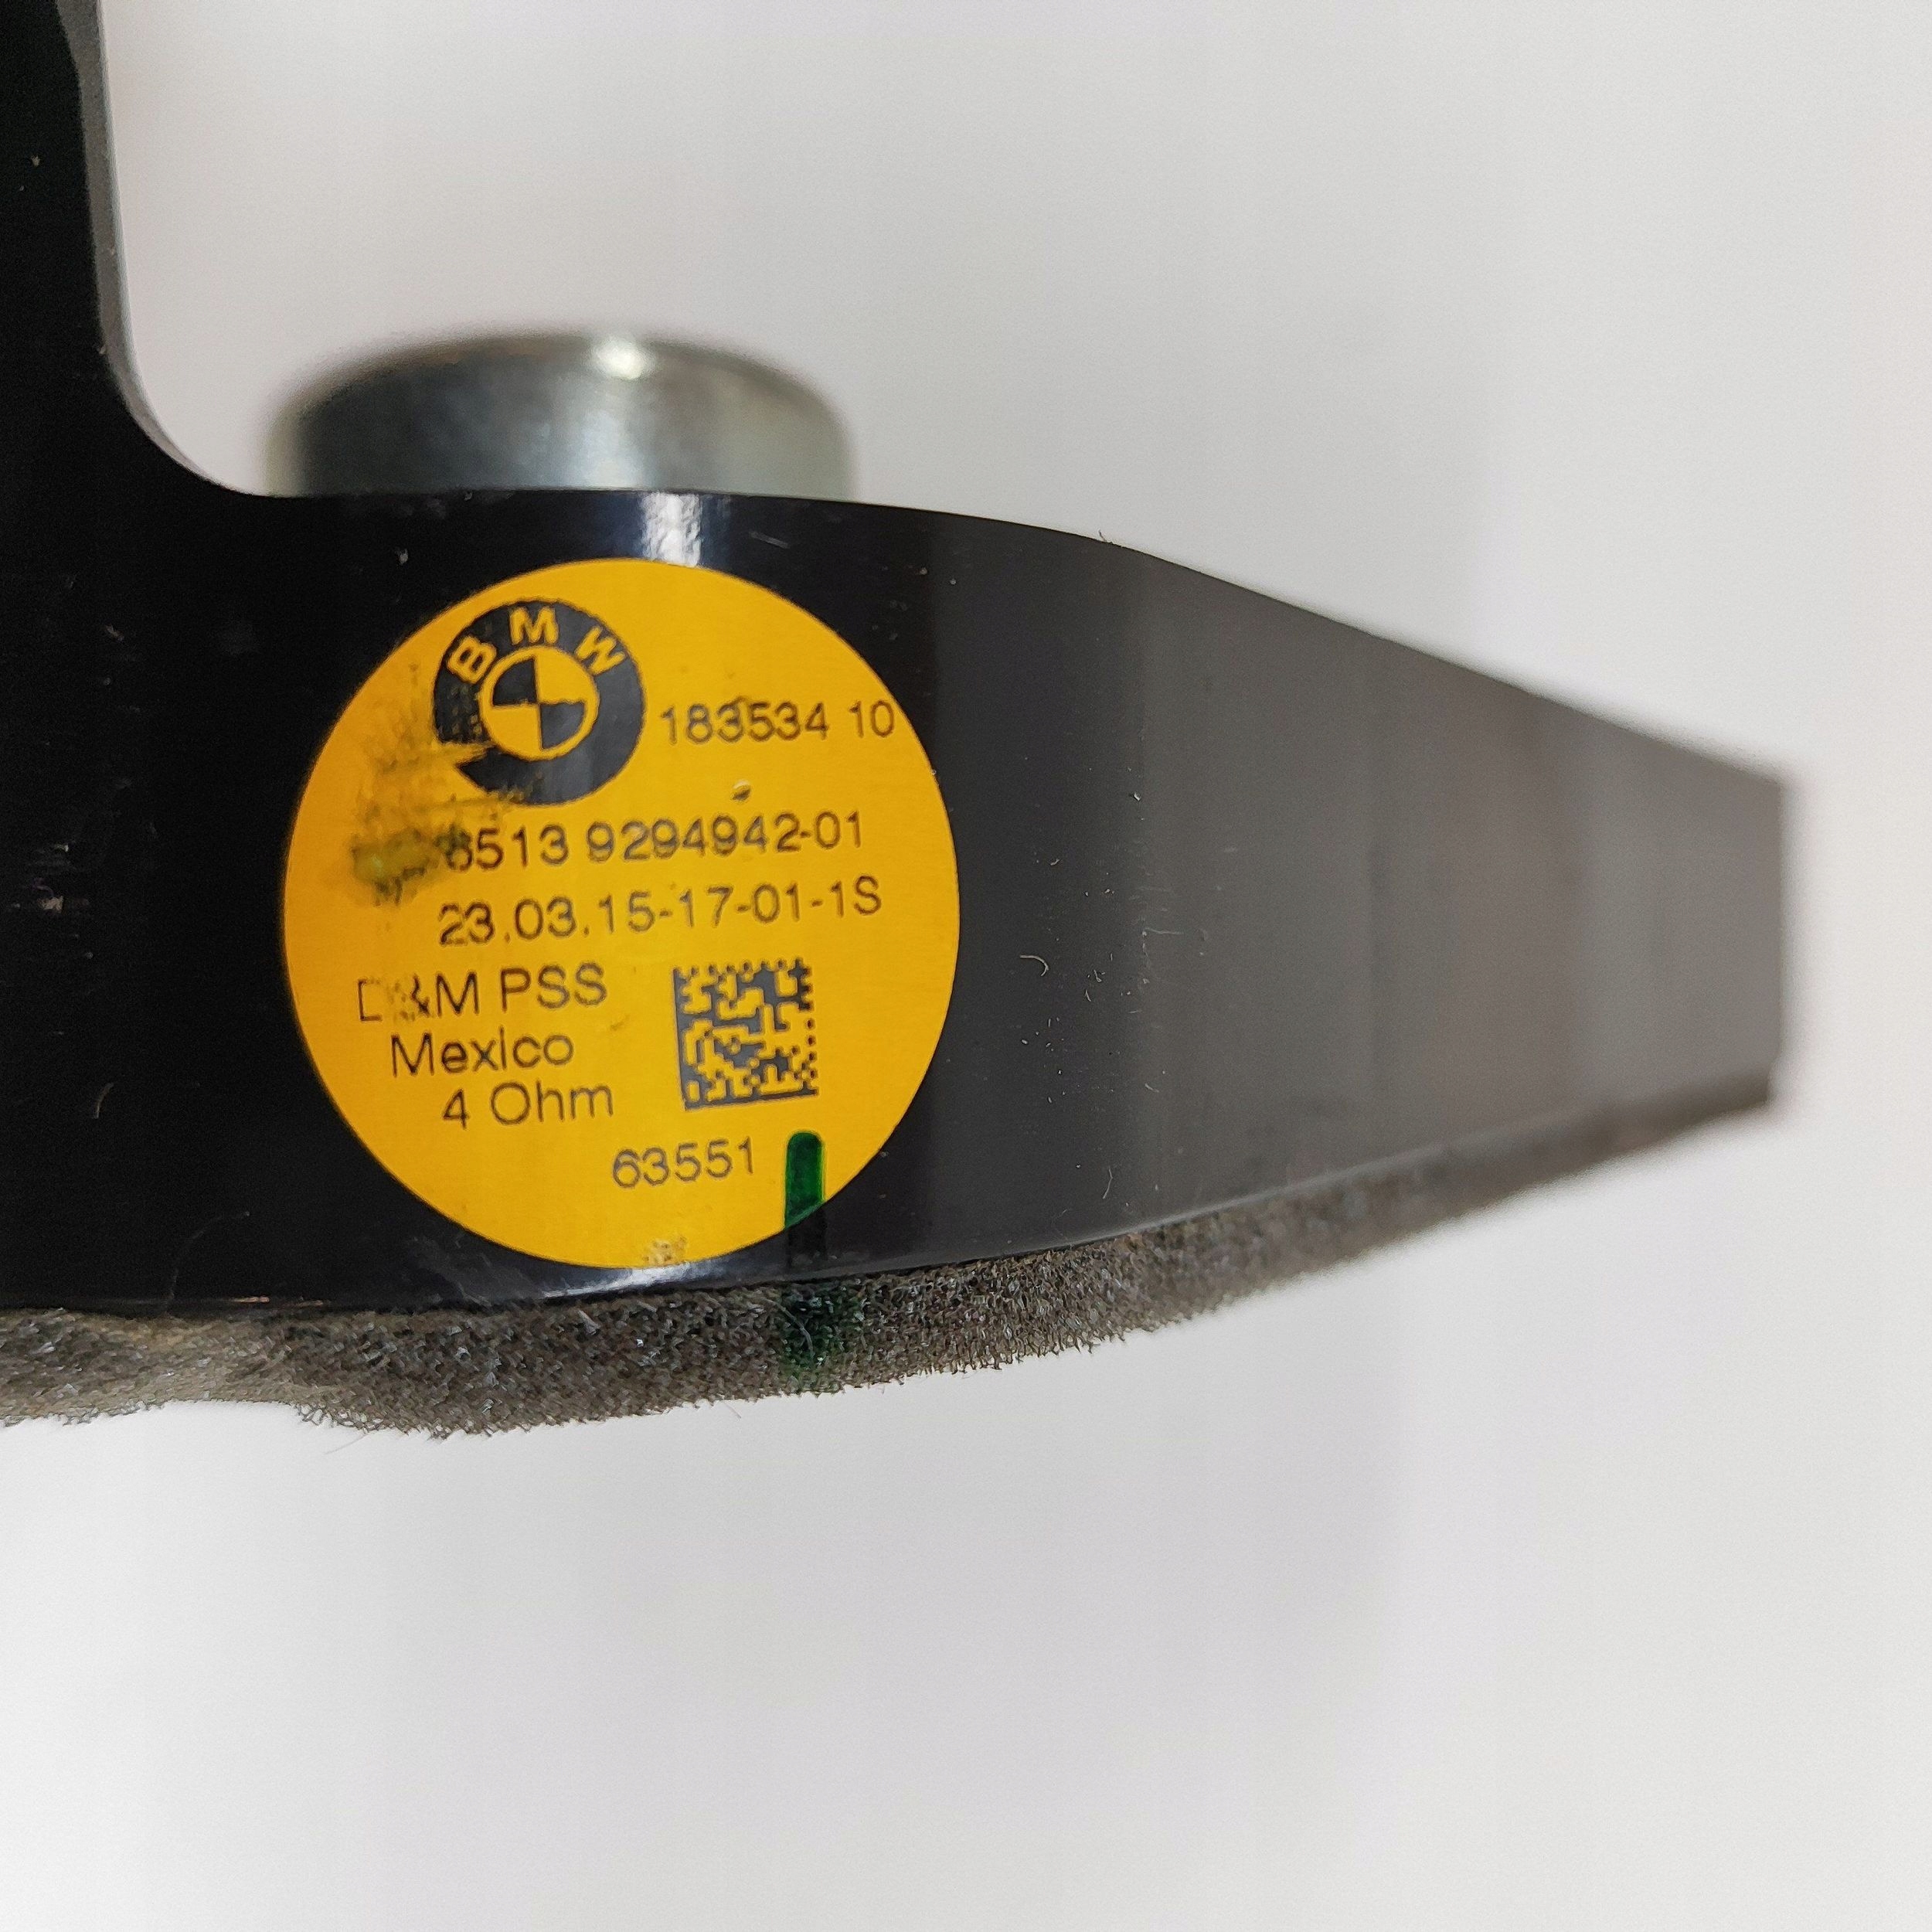 BMW
183534 10
6513 9294942-01
23.03.15-17-01-1S
D&M PSS
Mexico
4 Ohm
63551